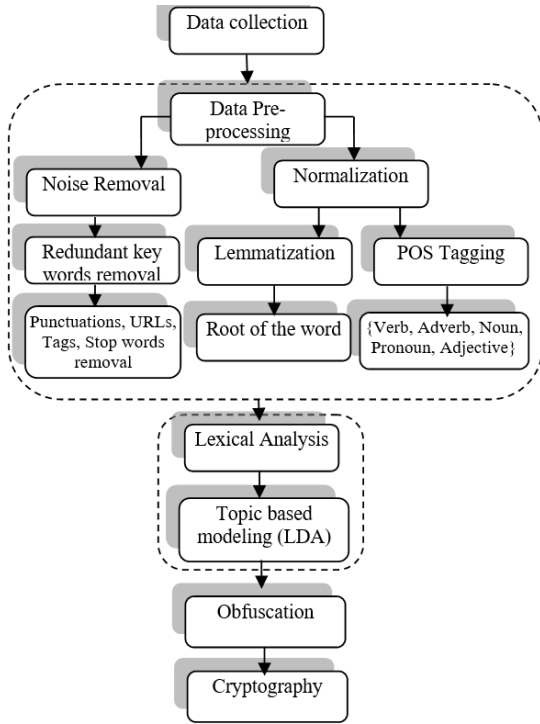 Data collection
Data Pre-
processing
Noise Removal
Normalization
Redundant key
words removal
Lemmatization
POS Tagging
Punctuations, URLs,
Tags, Stop words
removal
Root of the word
{Verb, Adverb, Noun,
Pronoun, Adjective}
Lexical Analysis
Topic based
modeling (LDA)
Obfuscation
Cryptography